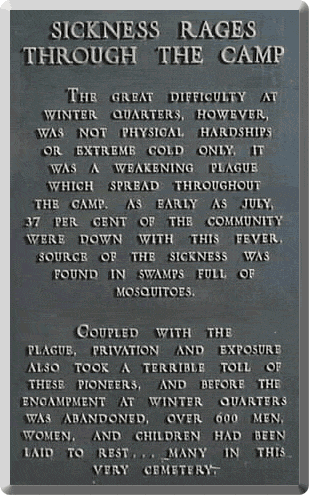 SICKNESS RAGES
THROUGH THE CAMP
THE GREAT DIFFICULTY AT
WINTER QUARTERS, HOWEVER,
WAS NOT PHYSICAL HARDSHIPS
OR EXTREME COLD ONLY. IT
WAS A WEAKENING PLAGUE
WHICH SPREAD THROUGHOUT
THE CAMP. AS EARLY AS JULY,
37 PER CENT OF THE COMMUNITY
WERE DOWN WITH THIS FEVER.
SOURCE OF THE SICKNESS WAS
FOUND IN SWAMPS FULL OF
MOSQUITOES.
COUPLED WITH THE
PLAGUE, PRIVATION AND EXPOSURE
ALSO TOOK A TERRIBLE TOLL OF
THESE PIONEERS, AND BEFORE THE
ENCAMPMENT AT WINTER QUARTERS
WAS ABANDONED, OVER 600 MEN,
WOMEN, AND CHILDREN HAD BEEN
LAID TO REST... MANY IN THIS
VERY CEMETERY.